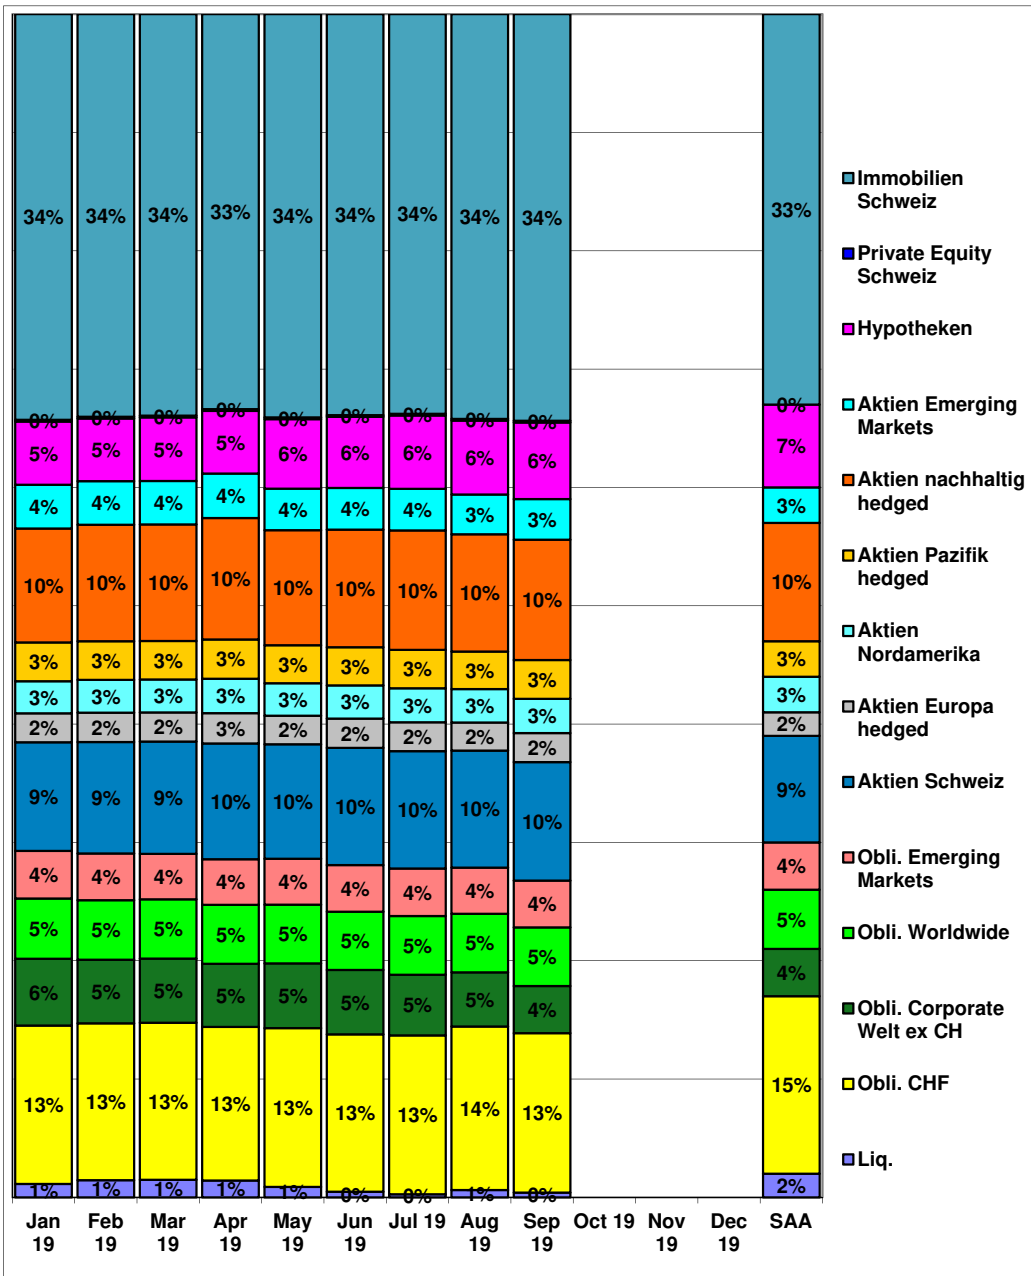 34% 34% 34% 33% 34% 34% 34% 34% 34% 33%
0% 0% 0% 0% 0% 0% 0% 0% 0% 0%
5% 5% 5% 5% 6% 6% 6% 6% 6% 7%
4% 4% 4% 4% 4% 4% 4% 3% 3% 3%
10% 10% 10% 10% 10% 10% 10% 10% 10% 10%
3% 3% 3% 3% 3% 3% 3% 3% 3% 3%
3% 3% 3% 3% 3% 3% 3% 3% 3% 3%
2% 2% 2% 3% 2% 2% 2% 2% 2% 2%
9% 9% 9% 10% 10% 10% 10% 10% 10% 9%
4% 4% 4% 4% 4% 4% 4% 4% 4% 4%
5% 5% 5% 5% 5% 5% 5% 5% 5% 5%
6% 5% 5% 5% 5% 5% 5% 5% 4% 4%
13% 13% 13% 13% 13% 13% 13% 14% 13% 15%
1% 1% 1% 1% 1% 0% 0% 1% 0% 2%
Jan Feb Mar Apr May Jun Jul 19 Aug Sep Oct 19 Nov Dec SAA
19 19 19 19 19 19 19 19 19 19
Immobilien
Schweiz
Private Equity
Schweiz
Hypotheken
Aktien Emerging
Markets
Aktien nachhaltig
hedged
Aktien Pazifik
hedged
Aktien
Nordamerika
Aktien Europa
hedged
Aktien Schweiz
Obli. Emerging
Markets
Obli. Worldwide
Obli. Corporate
Welt ex CH
Obli. CHF
Liq.